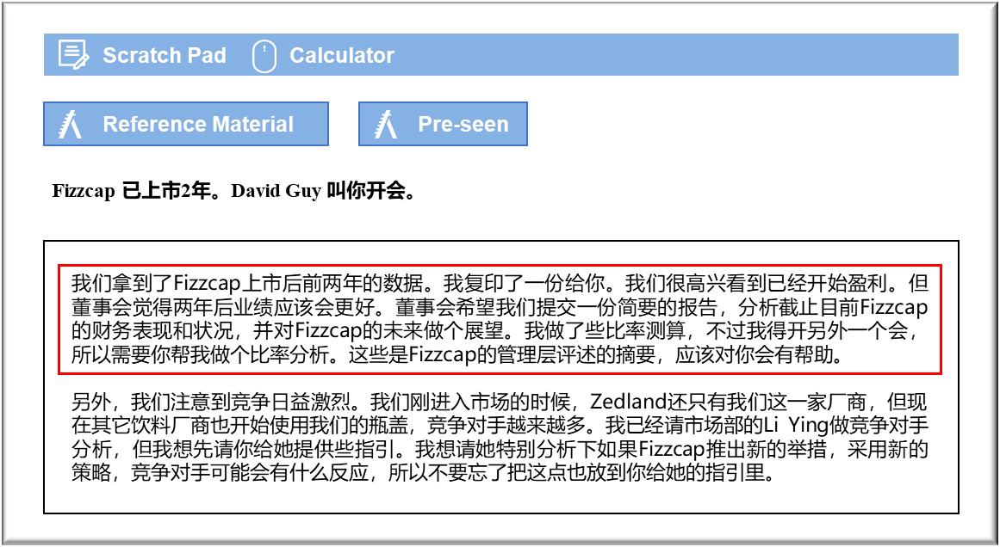 Scratch Pad Calculator
Reference Material Pre-seen
Fizzcap 已上市2年。David Guy 叫你开会。
我们拿到了Fizzcap上市后前两年的数据。我复印了一份给你。我们很高兴看到已经开始盈利。但
董事会觉得两年后业绩应该会更好。董事会希望我们提交一份简要的报告，分析截止目前Fizzcap
的财务表现和状况，并对Fizzcap的未来做个展望。我做了些比率测算，不过我得开另外一个会，
所以需要你帮我做个比率分析。这些是Fizzcap的管理层评述的摘要，应该对你会有帮助。
另外，我们注意到竞争日益激烈。我们刚进入市场的时候，Zedland还只有我们这一家厂商，但现
在其它饮料厂商也开始使用我们的瓶盖，竞争对手越来越多。我已经请市场部的Li Ying做竞争对手
分析，但我想先请你给她提供些指引。我想请她特别分析下如果Fizzcap推出新的举措，采用新的
策略，竞争对手可能会有什么反应，所以不要忘了把这点也放到你给她的指引里。